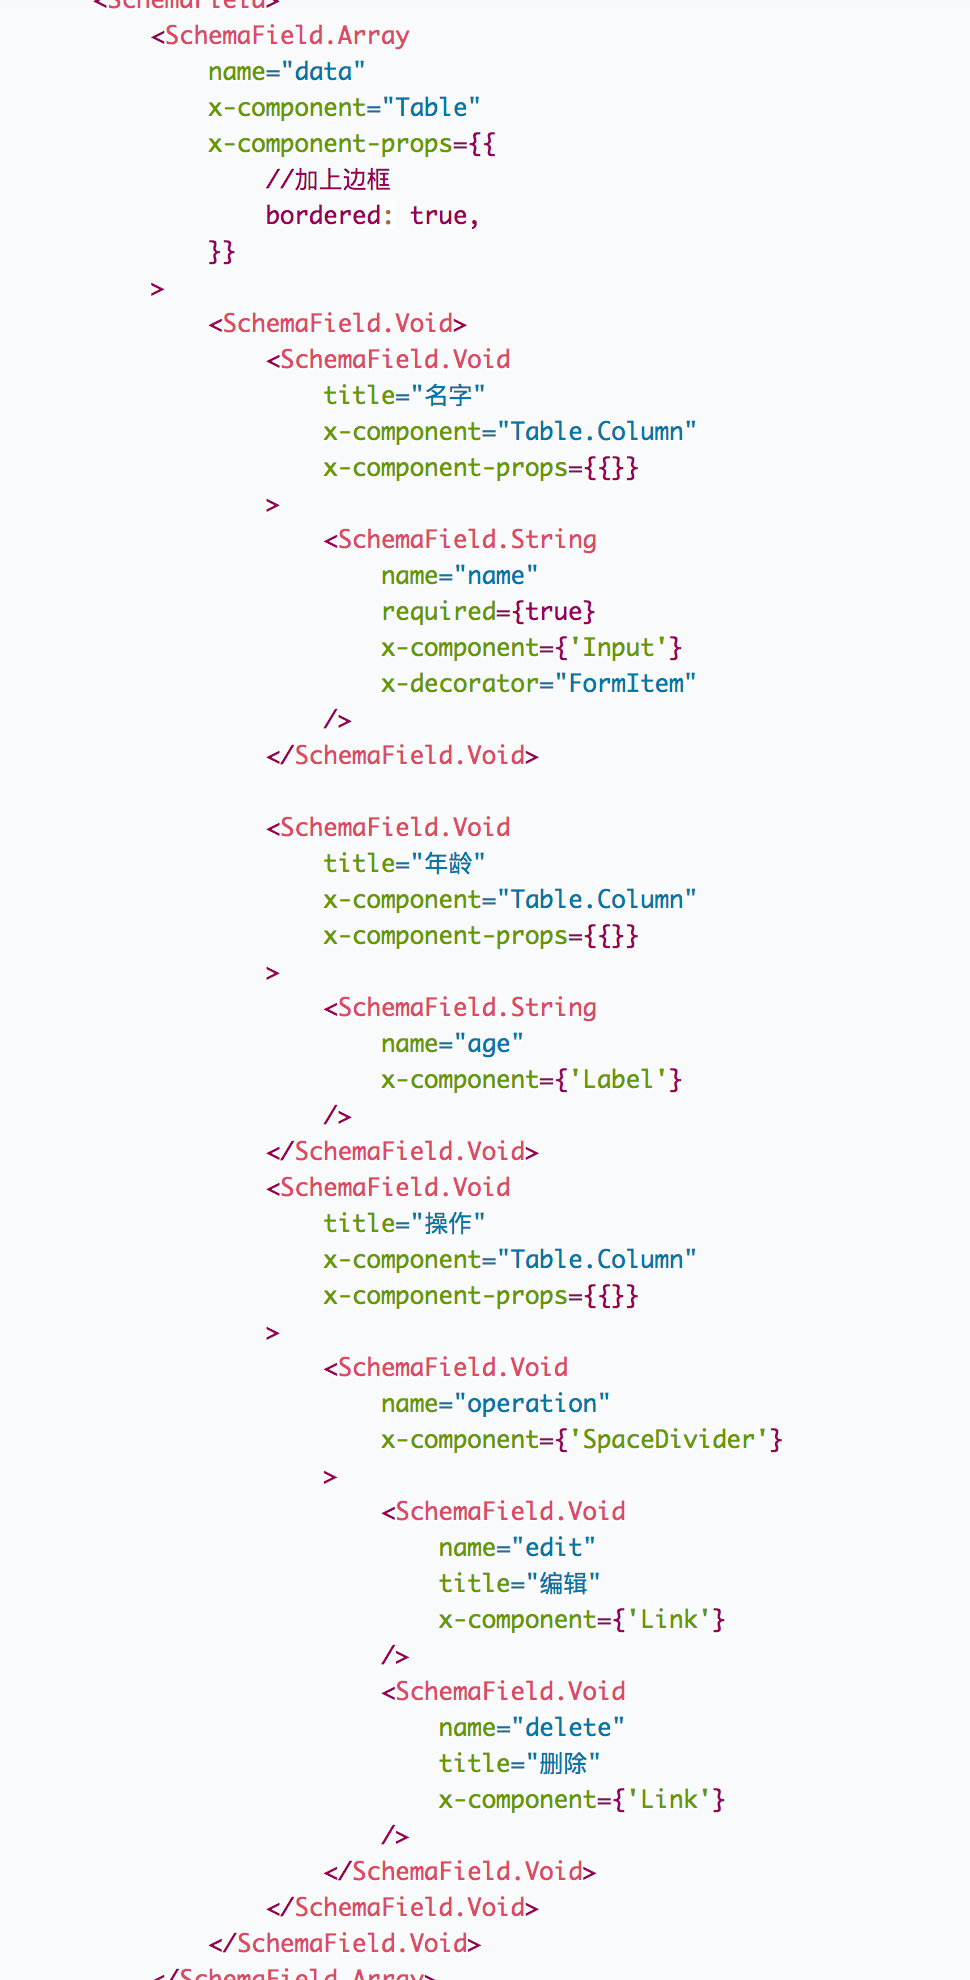 <SchemaField>
<SchemaField.Array
name="data"
x-component="Table"
x-component-props={{
//加上边框
bordered: true,
}}
>
<SchemaField.Void>
<SchemaField.Void
title="名字"
x-component="Table.Column"
x-component-props={{}}
>
<SchemaField.String
name="name"
required={true}
x-component={'Input'}
x-decorator="FormItem"
/>
</SchemaField.Void>
<SchemaField.Void
title="年龄"
x-component="Table.Column"
x-component-props={{}}
>
<SchemaField.String
name="age"
x-component={'Label'}
/>
</SchemaField.Void>
<SchemaField.Void
title="操作"
x-component="Table.Column"
x-component-props={{}}
>
<SchemaField.Void
name="operation"
x-component={'SpaceDivider'}
>
<SchemaField.Void
name="edit"
title="编辑"
x-component={'Link'}
/>
<SchemaField.Void
name="delete"
title="删除"
x-component={'Link'}
/>
</SchemaField.Void>
</SchemaField.Void>
</SchemaField.Void>
</SchemaField.Array>